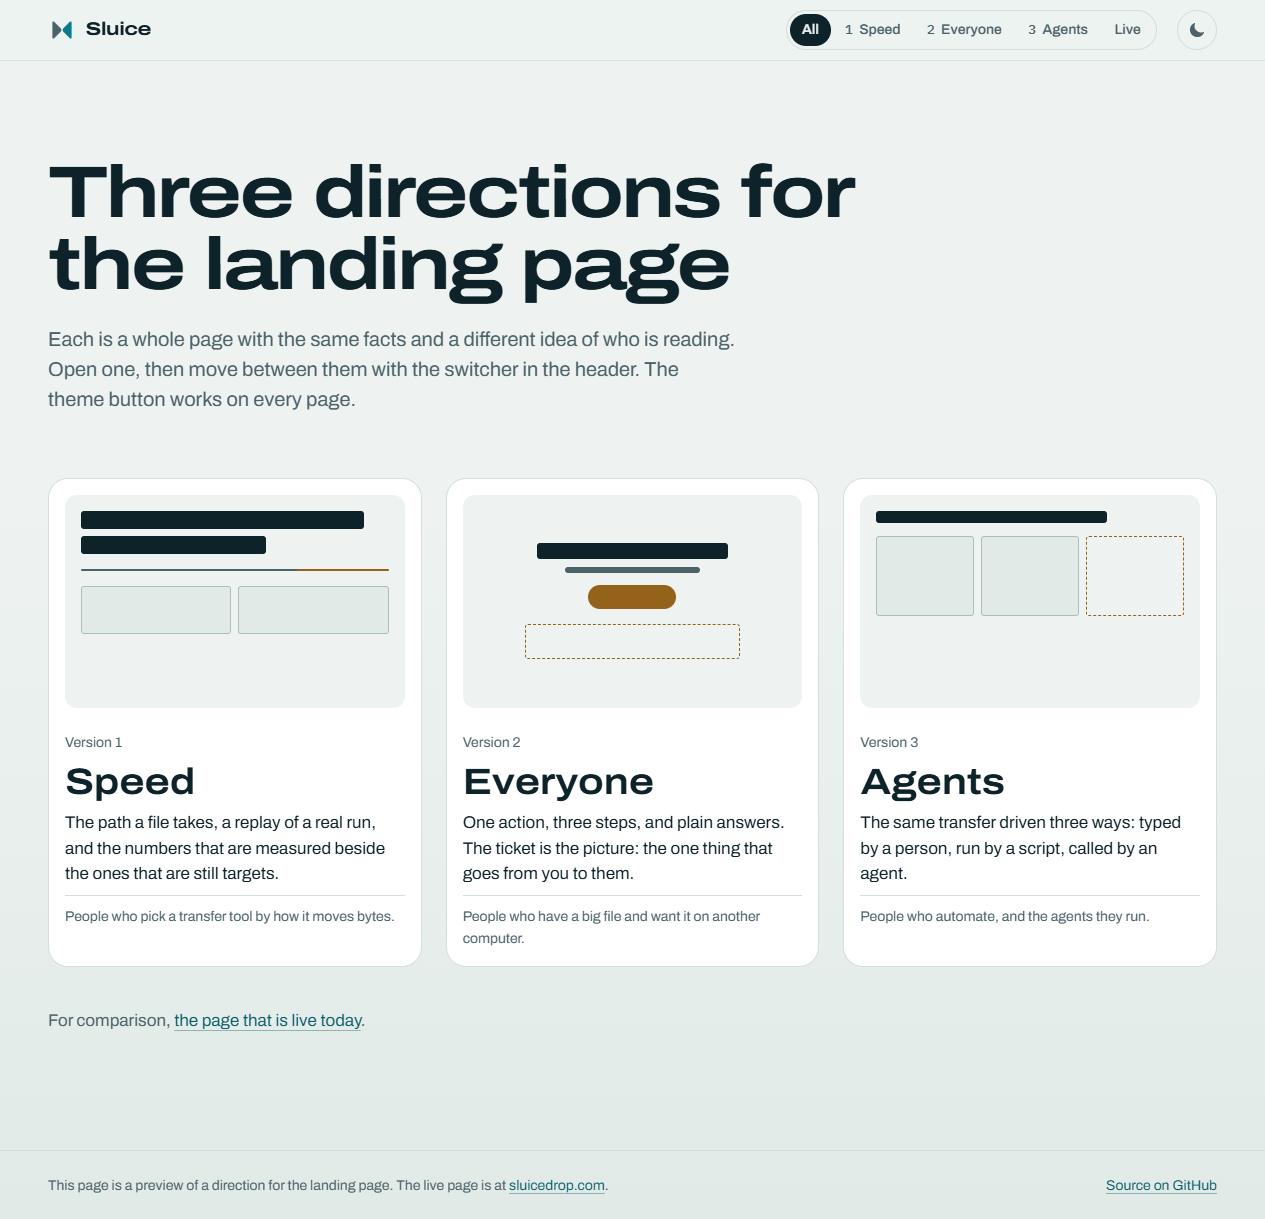 Sluice
All
1 Speed
2 Everyone
3 Agents
Live
Three directions for
the landing page
Each is a whole page with the same facts and a different idea of who is reading.
Open one, then move between them with the switcher in the header. The
theme button works on every page.
Version 1
Speed
The path a file takes, a replay of a real run,
and the numbers that are measured beside
the ones that are still targets.
People who pick a transfer tool by how it moves bytes.
Version 2
Everyone
One action, three steps, and plain answers.
The ticket is the picture: the one thing that
goes from you to them.
People who have a big file and want it on another
computer.
Version 3
Agents
The same transfer driven three ways: typed
by a person, run by a script, called by an
agent.
People who automate, and the agents they run.
For comparison, the page that is live today.
This page is a preview of a direction for the landing page. The live page is at sluicedrop.com.
Source on GitHub